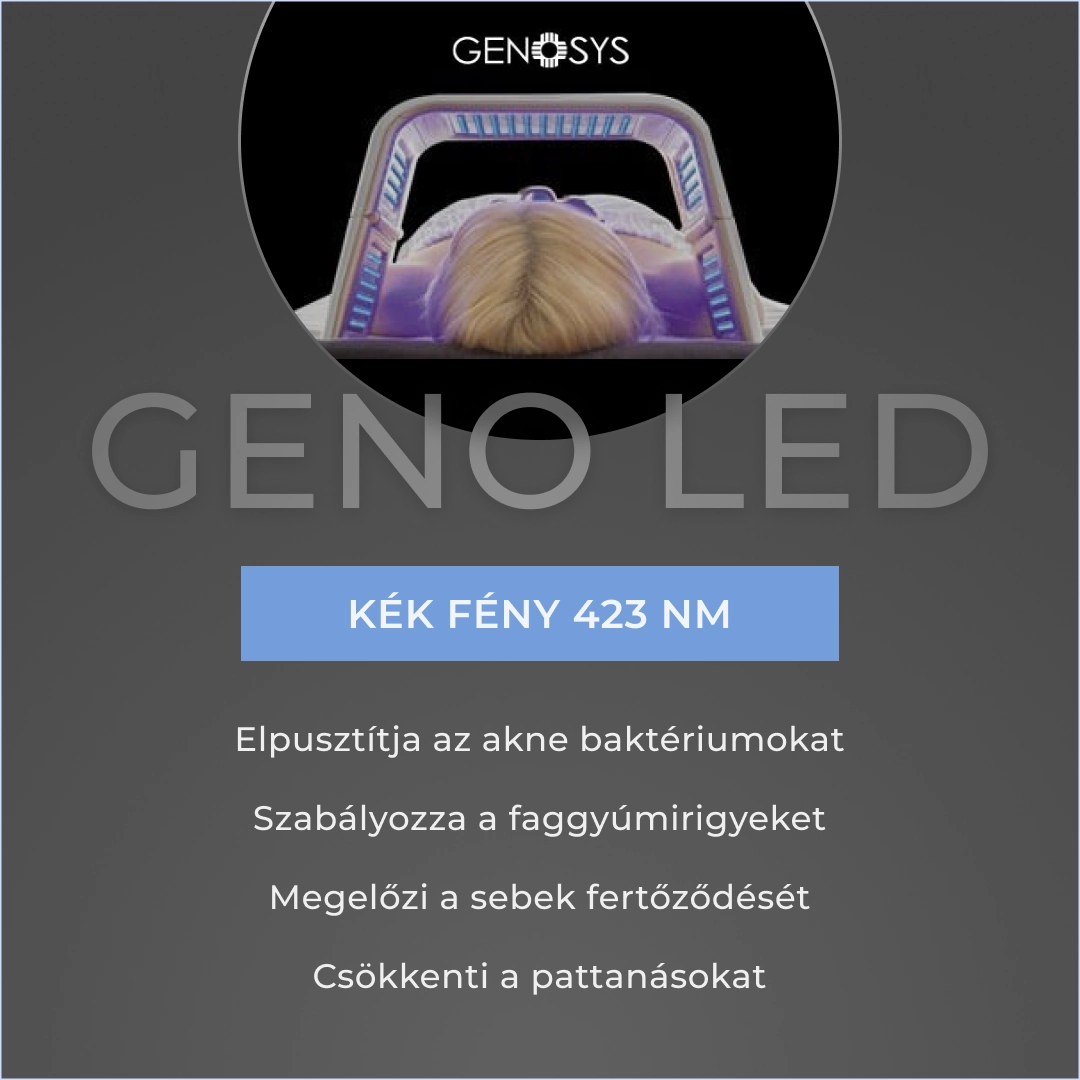 GENOSYS
GENO LED
KÉK FÉNY 423 NM
Elpusztítja az akne baktériumokat
Szabályozza a faggyúmirigyeket
Megelőzi a sebek fertőződését
Csökkenti a pattanásokat